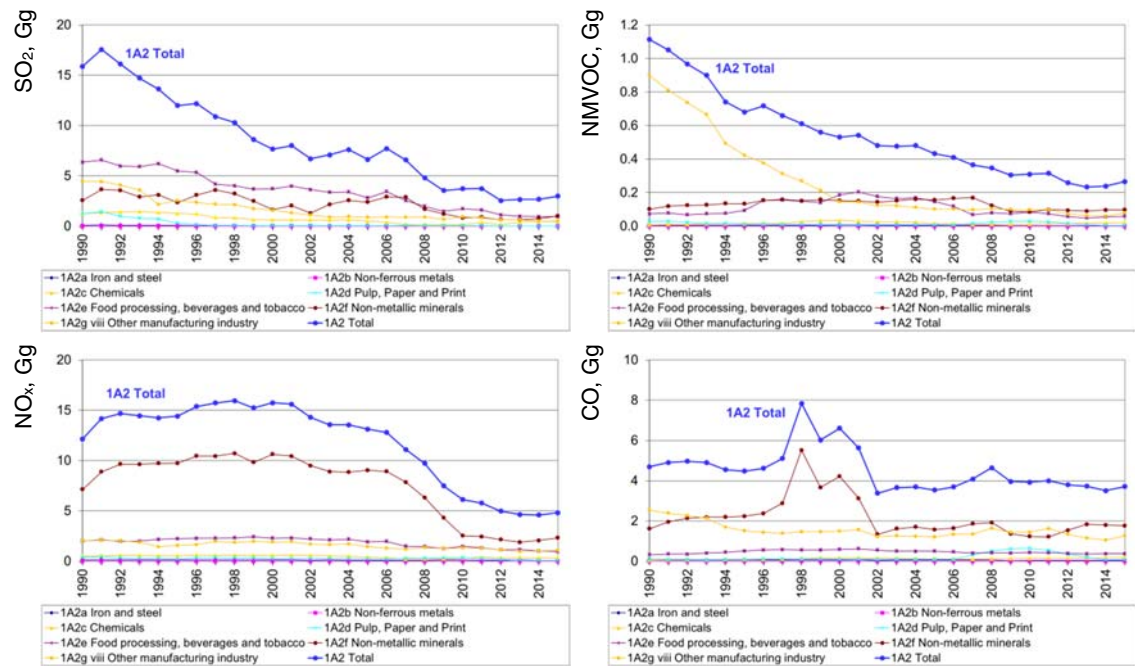 SO₂, Gg
20
15
10
5
0
1A2 Total
1990
1992
1994
1996
1998
2000
2002
2004
2006
2008
2010
2012
2014
1A2a Iron and steel
1A2b Non-ferrous metals
1A2c Chemicals
1A2d Pulp, Paper and Print
1A2e Food processing, beverages and tobacco
1A2f Non-metallic minerals
1A2g viii Other manufacturing industry
1A2 Total
NMVOC, Gg
1.2
1.0
0.8
0.6
0.4
0.2
0.0
1A2 Total
1990
1992
1994
1996
1998
2000
2002
2004
2006
2008
2010
2012
2014
1A2a Iron and steel
1A2b Non-ferrous metals
1A2c Chemicals
1A2d Pulp, Paper and Print
1A2e Food processing, beverages and tobacco
1A2f Non-metallic minerals
1A2g viii Other manufacturing industry
1A2 Total
NOₓ, Gg
20
15
10
5
0
1A2 Total
1990
1992
1994
1996
1998
2000
2002
2004
2006
2008
2010
2012
2014
1A2a Iron and steel
1A2b Non-ferrous metals
1A2c Chemicals
1A2d Pulp, Paper and Print
1A2e Food processing, beverages and tobacco
1A2f Non-metallic minerals
1A2g viii Other manufacturing industry
1A2 Total
CO, Gg
10
8
6
4
2
0
1A2 Total
1990
1992
1994
1996
1998
2000
2002
2004
2006
2008
2010
2012
2014
1A2a Iron and steel
1A2b Non-ferrous metals
1A2c Chemicals
1A2d Pulp, Paper and Print
1A2e Food processing, beverages and tobacco
1A2f Non-metallic minerals
1A2g viii Other manufacturing industry
1A2 Total